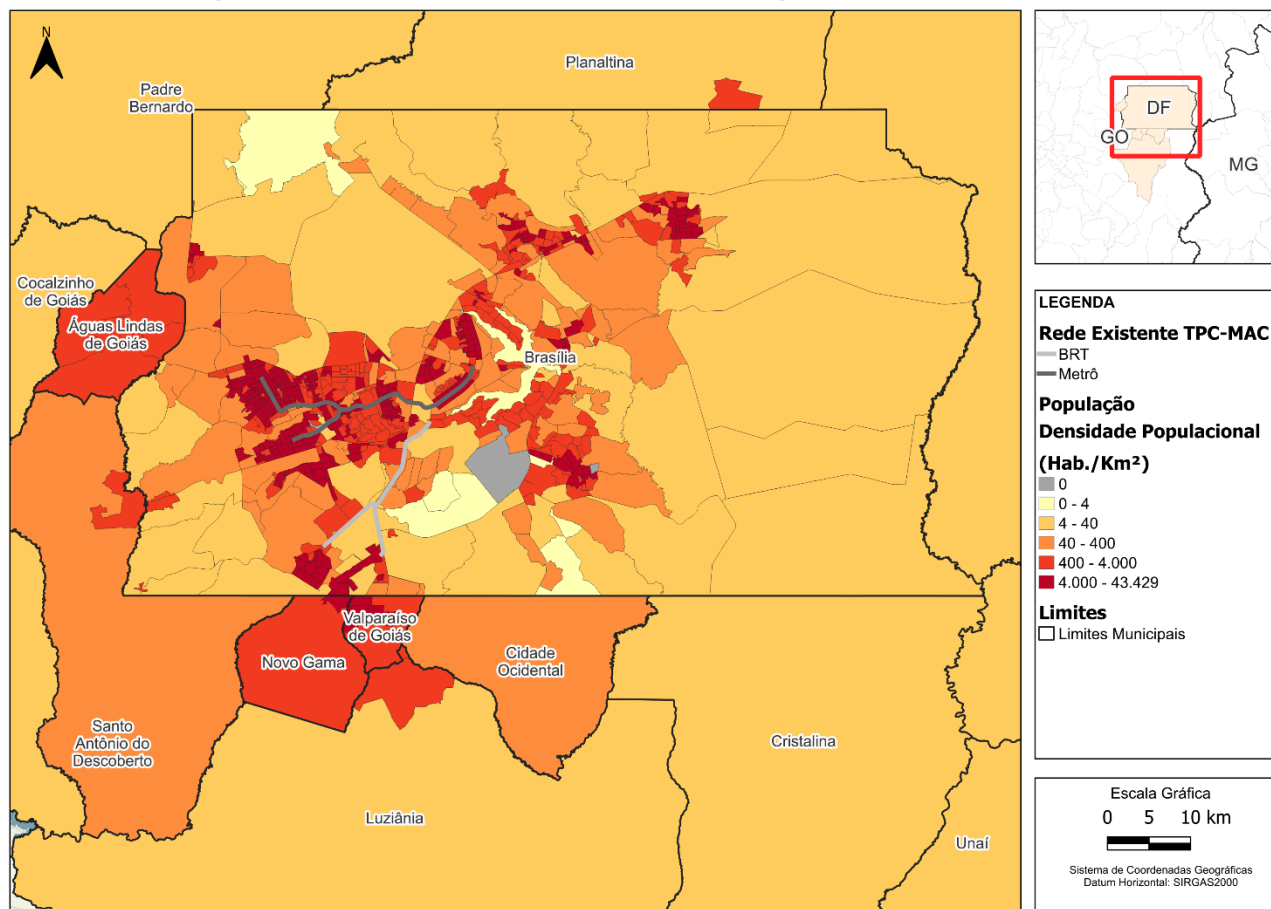 N
Planaltina
Padre
Bernardo
Cocalzinho
de Goiás
Águas Lindas
de Goiás
Brasília
Valparaíso
de Goiás
Novo Gama
Cidade
Ocidental
Santo
Antônio do
Descoberto
Cristalina
Luziânia
Unaí
DF
GO
MG
LEGENDA
Rede Existente TPC-MAC
BRT
Metrô
População
Densidade Populacional
(Hab./Km²)
0
0 - 4
4 - 40
40 - 400
400 - 4.000
4.000 - 43.429
Limites
Limites Municipais
Escala Gráfica
0 5 10 km
Sistema de Coordenadas Geográficas
Datum Horizontal: SIRGAS2000